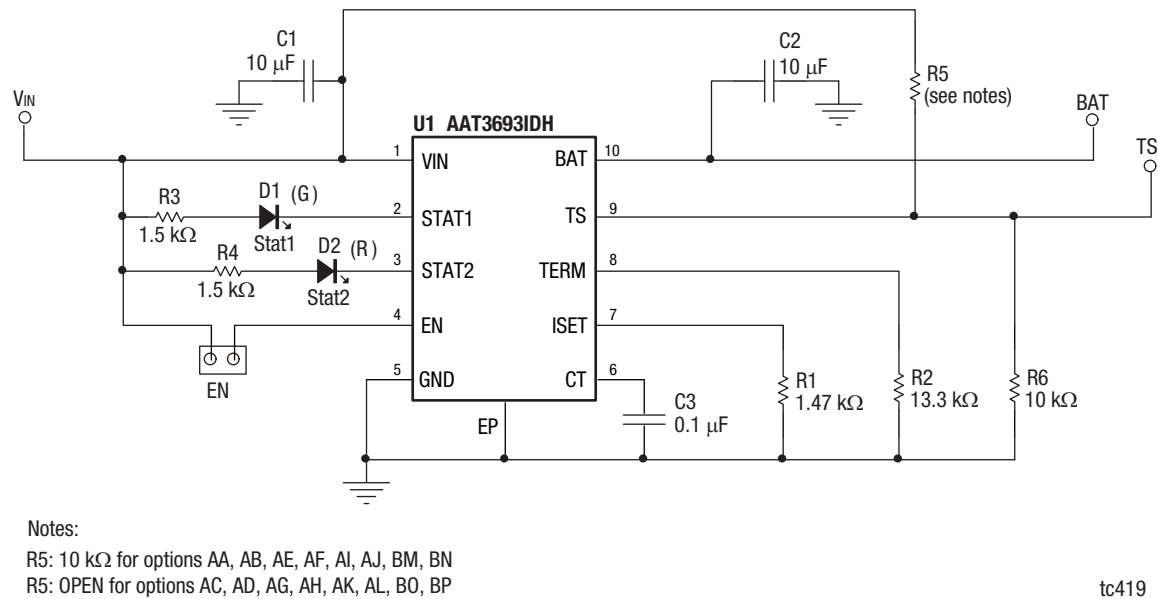 C1
10 μF
C2
10 μF
R5
(see notes)
VIN
BAT
TS
U1 AAT3693IDH
1
VIN
BAT
10
R3
1.5 kΩ
D1 (G)
Stat1
2
STAT1
TS
9
R4
1.5 kΩ
D2 (R)
Stat2
3
STAT2
TERM
8
4
EN
ISET
7
EN
5
GND
CT
6
C3
0.1 μF
R1
1.47 kΩ
R2
13.3 kΩ
R6
10 kΩ
EP
Notes:
R5: 10 kΩ for options AA, AB, AE, AF, AI, AJ, BM, BN
R5: OPEN for options AC, AD, AG, AH, AK, AL, BO, BP
tc419